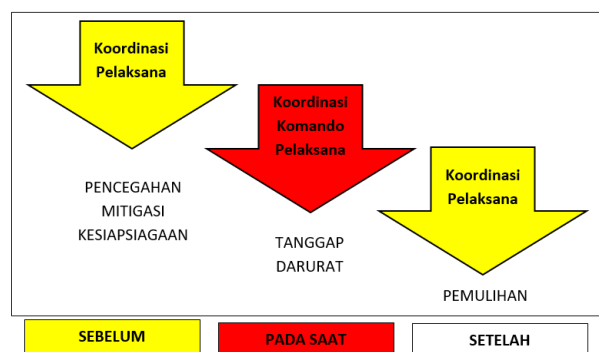 Koordinasi
Pelaksana
PENCEGAHAN
MITIGASI
KESIAPSIAGAAN
Koordinasi
Komando
Pelaksana
TANGGAP
DARURAT
Koordinasi
Pelaksana
PEMULIHAN
SEBELUM
PADA SAAT
SETELAH